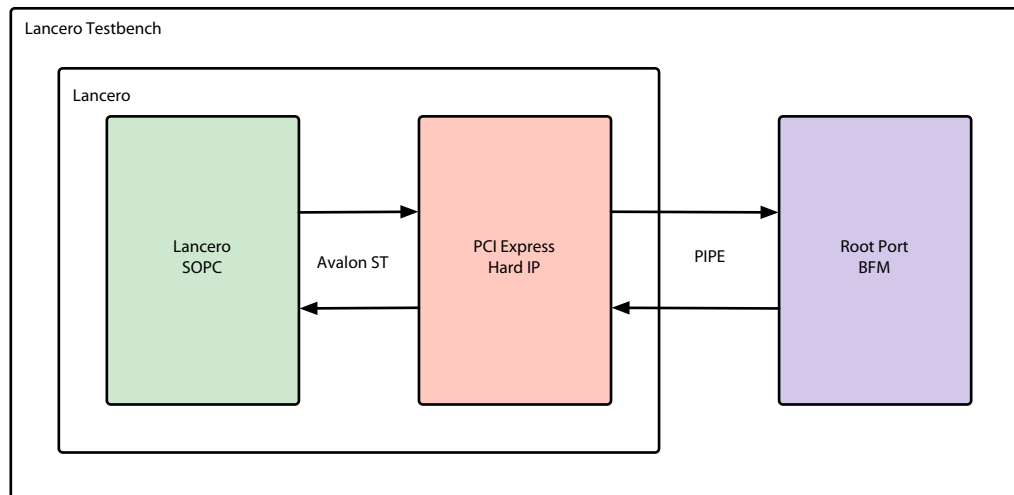 Lancero Testbench
Lancero
Lancero
SOPC
Avalon ST
PCI Express
Hard IP
PIPE
Root Port
BFM